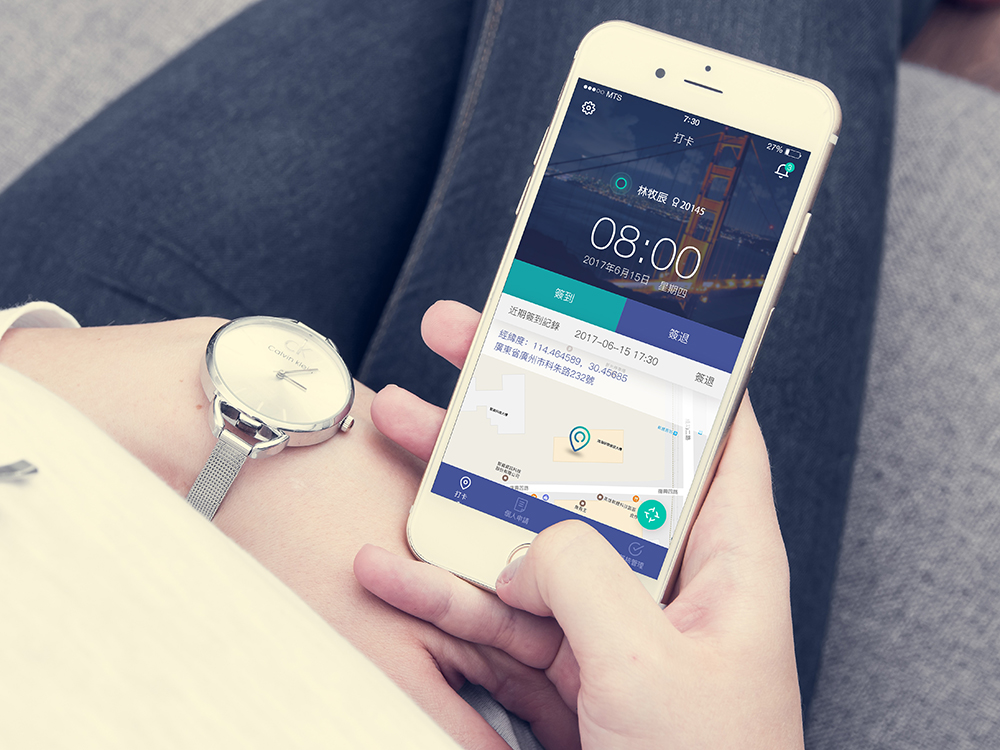 MTS
7:30
27%
打卡
3
林牧辰 20145
08:00
2017年6月15日 星期四
簽到
簽退
近期簽到記錄 2017-06-15 17:30 簽退
經緯度：114.464589，30.45685
廣東省廣州市科朱路232號
打卡
個人申請
管理
CK
Calvin Klein